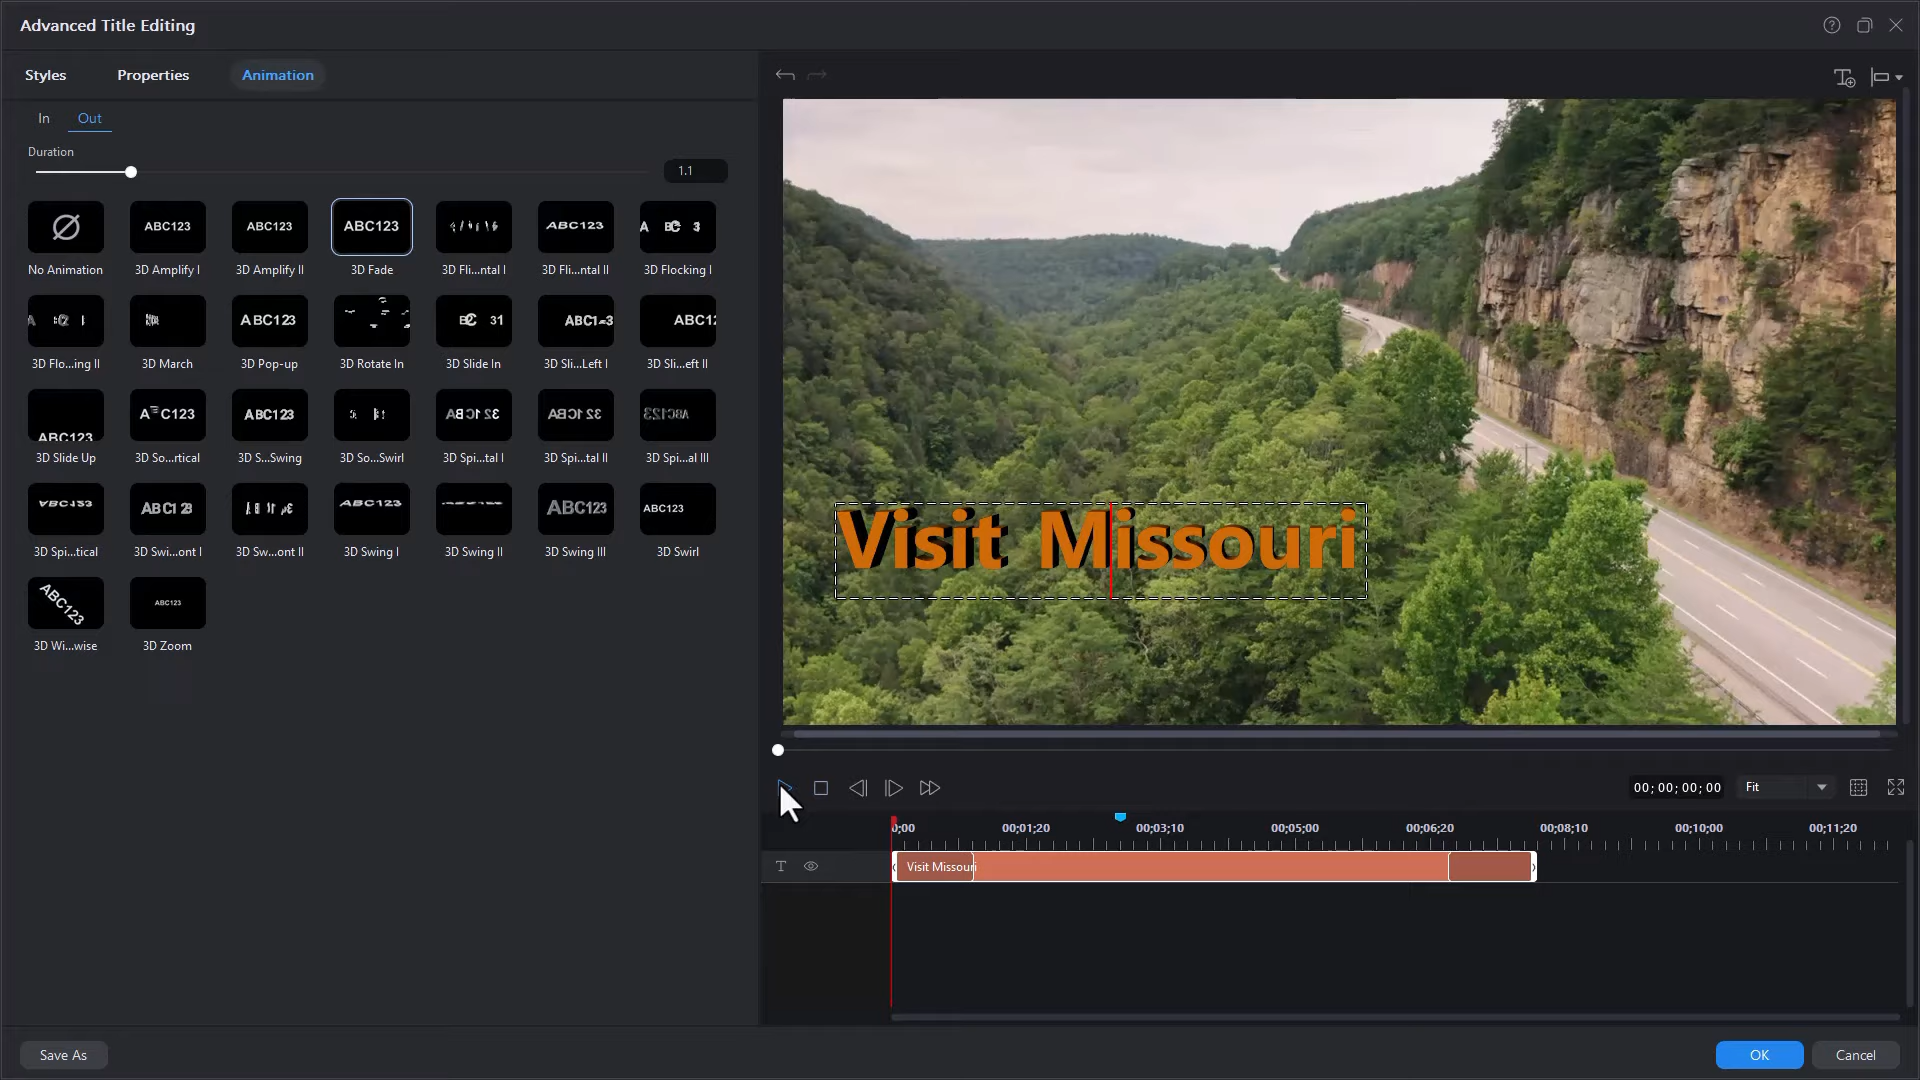 Advanced Title Editing
Styles Properties Animation
In Out
Duration
1.1
ABC123 ABC123 ABC123 ABC123
No Animation 3D Amplify I 3D Amplify II 3D Fade 3D Fli...ntal I 3D Fli...ntal II 3D Flocking I
ABC123
3D Flo...ing II 3D March 3D Pop-up 3D Rotate In 3D Slide In 3D Sli...Left I 3D Sli...eft II
ABC123 ABC123
3D Slide Up 3D So...rtical 3D S...Swing 3D So...Swirl 3D Spi...tal I 3D Spi...tal II 3D Spi...al III
ABC123 ABC123 ABC123
3D Spi...tical 3D Swi...ont I 3D Sw...ont II 3D Swing I 3D Swing II 3D Swing III 3D Swirl
ABC123 ABC123
3D Wi...wise 3D Zoom
Visit Missouri
00; 00; 00; 00 Fit
0;00 00;01;20 00;03;10 00;05;00 00;06;20 00;08;10 00;10;00 00;11;20
T Visit Missouri
Save As OK Cancel